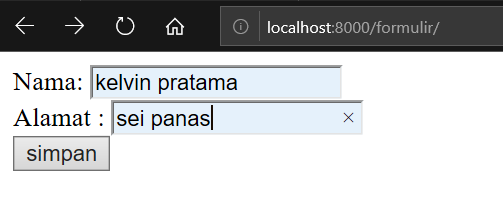 localhost:8000/formulir/
Nama: kelvin pratama
Alamat : sei panas
simpan